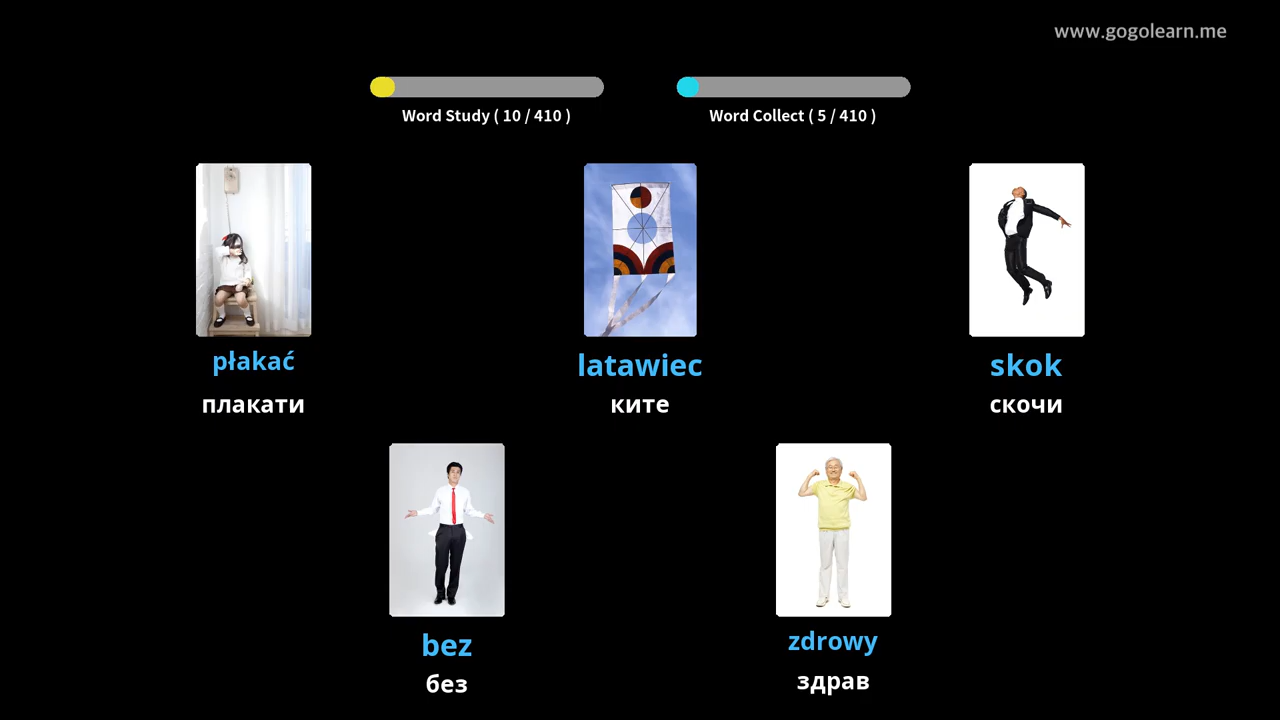 www.gogolearn.me
Word Study ( 10 / 410 )
Word Collect ( 5 / 410 )
płakać
latawiec
skok
плакати
ките
скочи
bez
zdrowy
без
здрав